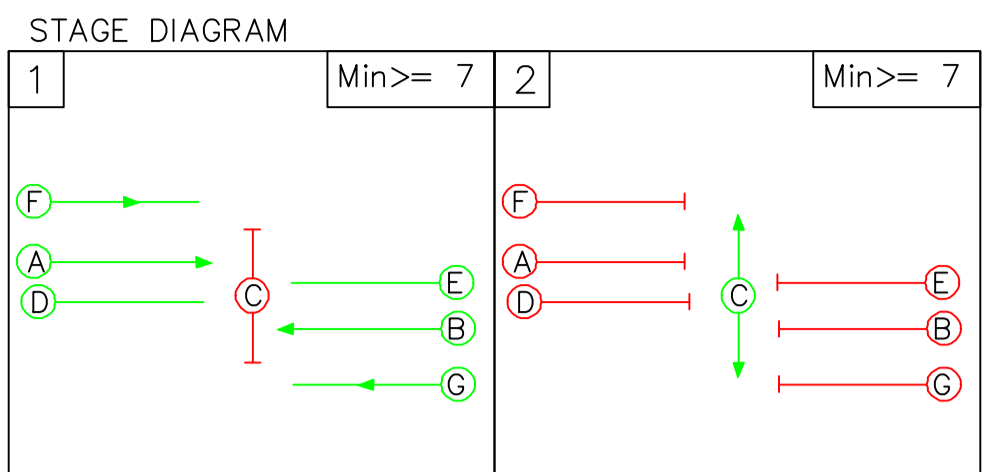 STAGE DIAGRAM
1 Min>= 7 2 Min>= 7
F F
A A
E E
C C
D D
B B
G G